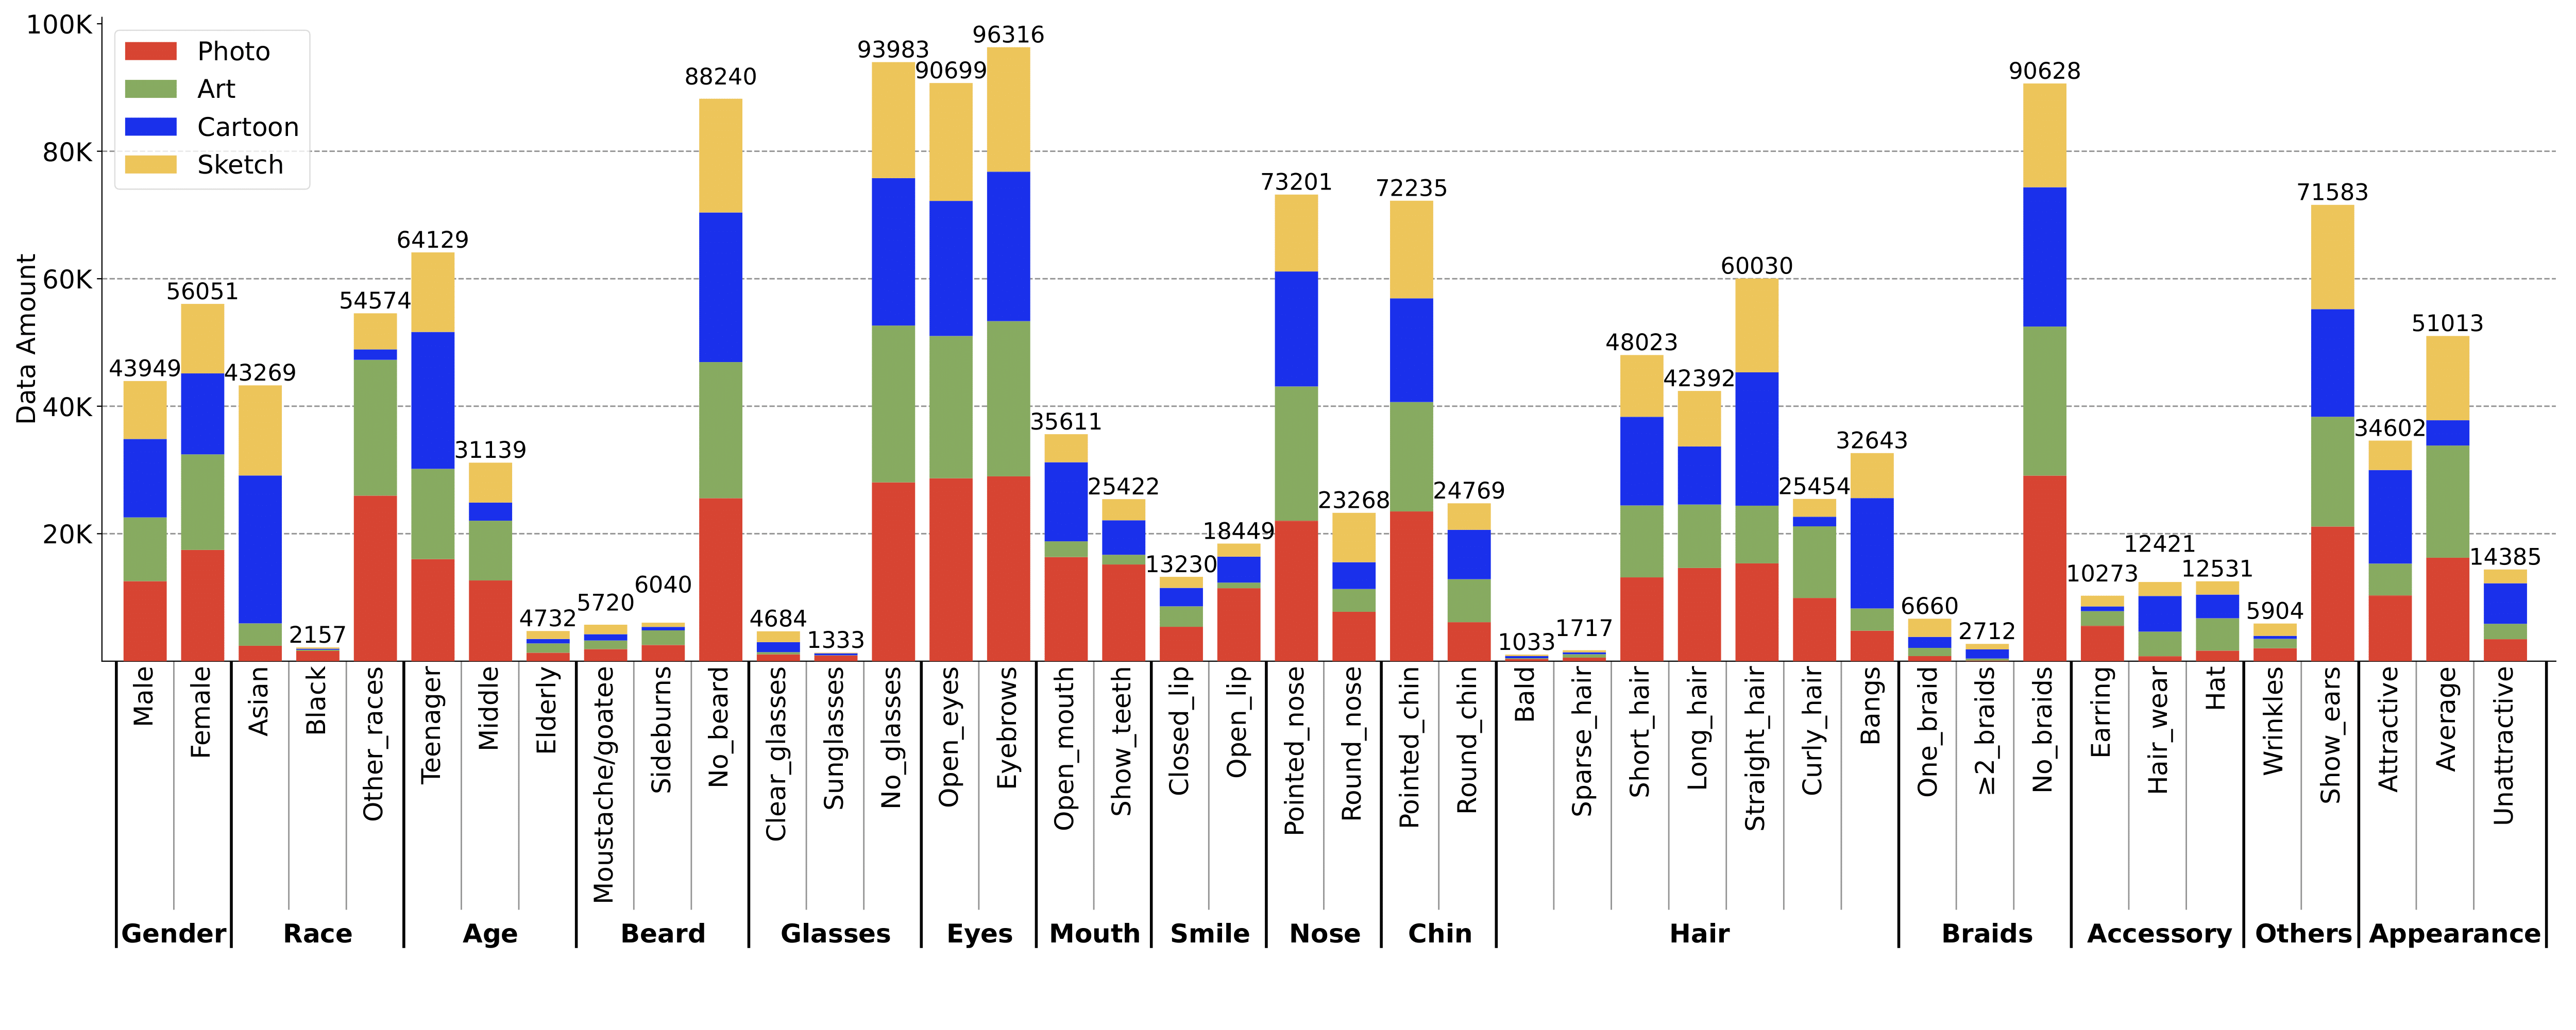 100K
80K
60K
40K
20K
Data Amount
Photo
Art
Cartoon
Sketch
43949
56051
43269
2157
54574
64129
31139
4732
5720
6040
88240
4684
1333
93983
90699
96316
35611
25422
13230
18449
73201
23268
72235
24769
1033
1717
48023
42392
60030
25454
32643
6660
2712
90628
10273
12421
12531
5904
71583
34602
51013
14385
Male
Female
Asian
Black
Other_races
Teenager
Middle
Elderly
Moustache/goatee
Sideburns
No_beard
Clear_glasses
Sunglasses
No_glasses
Open_eyes
Eyebrows
Open_mouth
Show_teeth
Closed_lip
Open_lip
Pointed_nose
Round_nose
Pointed_chin
Round_chin
Bald
Sparse_hair
Short_hair
Long_hair
Straight_hair
Curly_hair
Bangs
One_braid
≥2_braids
No_braids
Earring
Hair_wear
Hat
Wrinkles
Show_ears
Attractive
Average
Unattractive
Gender
Race
Age
Beard
Glasses
Eyes
Mouth
Smile
Nose
Chin
Hair
Braids
Accessory
Others
Appearance